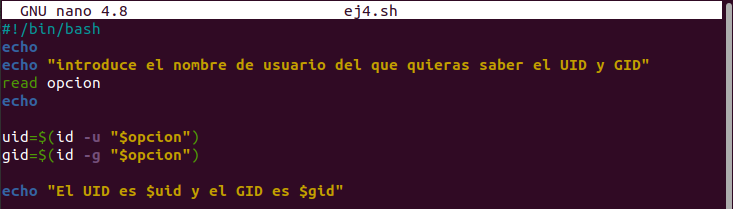 GNU nano 4.8 ej4.sh
#!/bin/bash
echo
echo "introduce el nombre de usuario del que quieras saber el UID y GID"
read opcion
echo
uid=$(id -u "$opcion")
gid=$(id -g "$opcion")
echo "El UID es $uid y el GID es $gid"